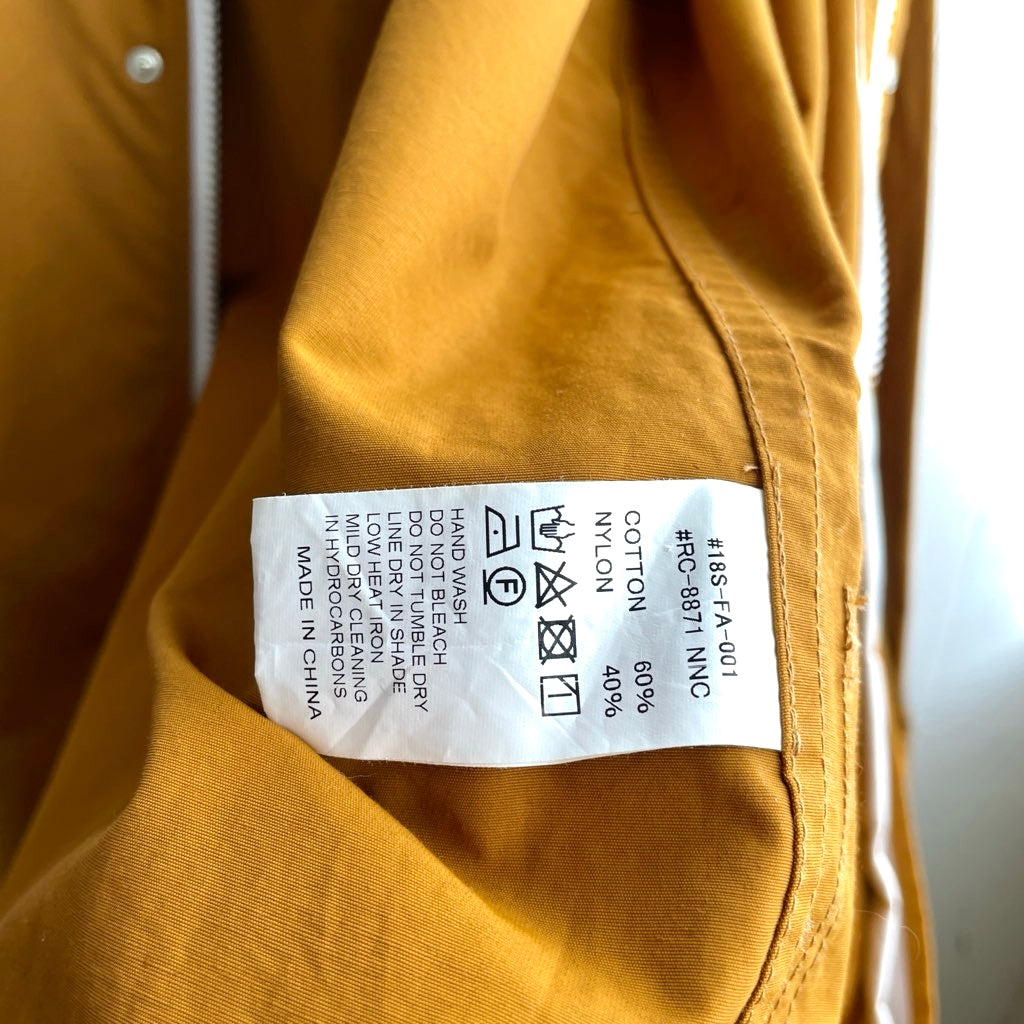 #18S-FA-001
#RC-8871 NNC
COTTON 60%
NYLON 40%
F
HAND WASH
DO NOT BLEACH
DO NOT TUMBLE DRY
LINE DRY IN SHADE
LOW HEAT IRON
MILD DRY CLEANING
IN HYDROCARBONS
MADE IN CHINA